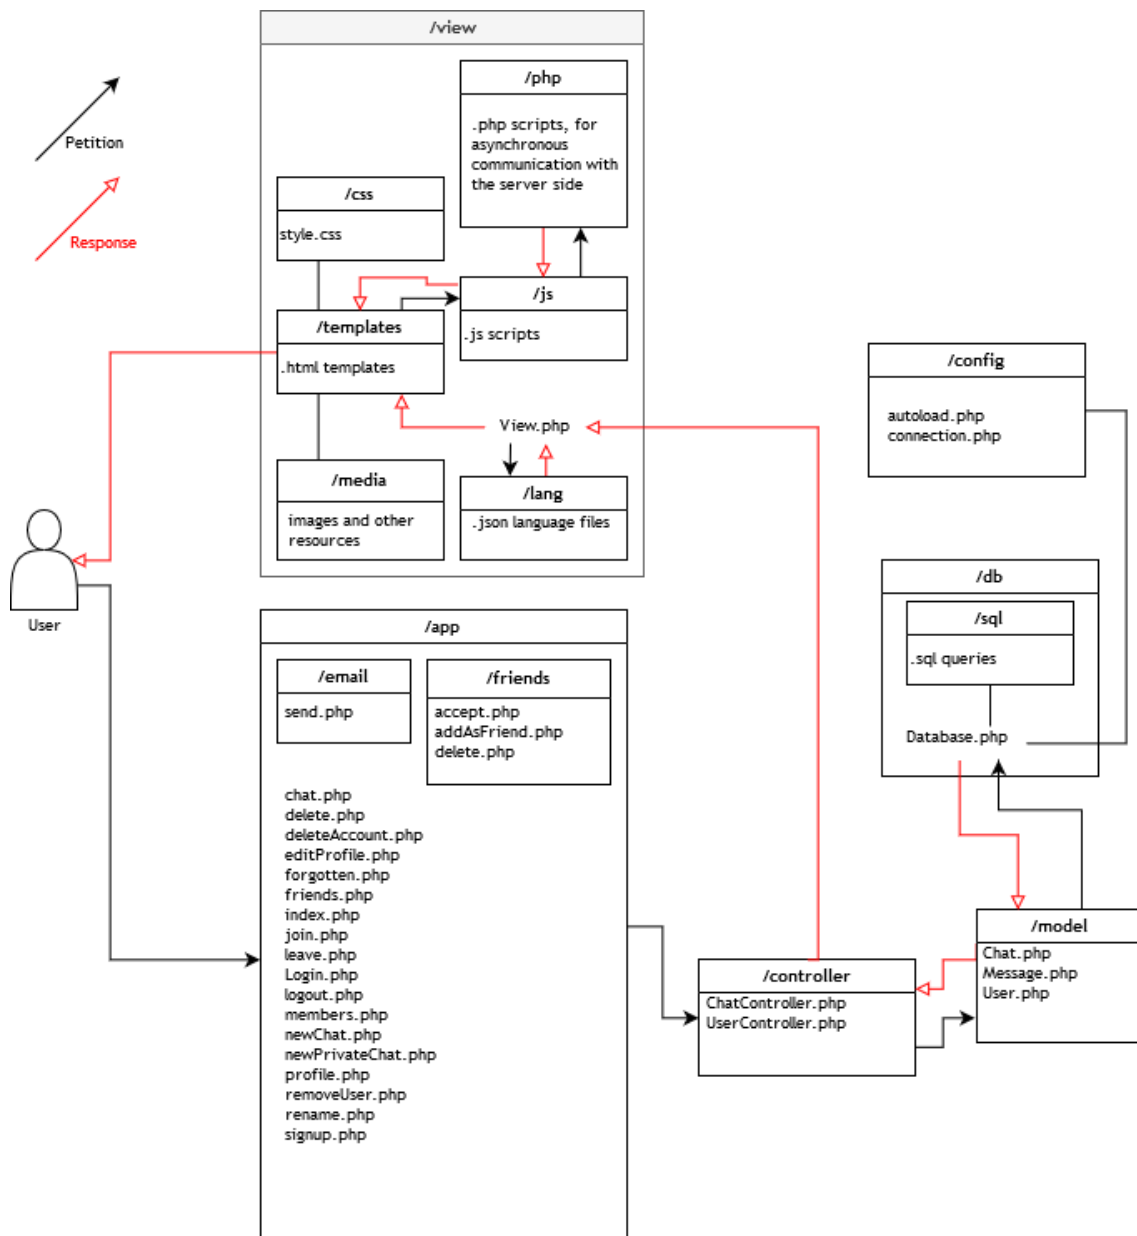 /view
/php
.php scripts, for
asynchronous
communication with
the server side
Petition
/css
style.css
Response
/js
.js scripts
/templates
.html templates
/config
autoload.php
connection.php
View.php
/media
images and other
resources
/lang
.json language files
User
/db
/sql
.sql queries
Database.php
/app
/email
send.php
/friends
accept.php
addAsFriend.php
delete.php
chat.php
delete.php
deleteAccount.php
editProfile.php
forgotten.php
friends.php
index.php
join.php
leave.php
Login.php
logout.php
members.php
newChat.php
newPrivateChat.php
profile.php
removeUser.php
rename.php
signup.php
/controller
ChatController.php
UserController.php
/model
Chat.php
Message.php
User.php